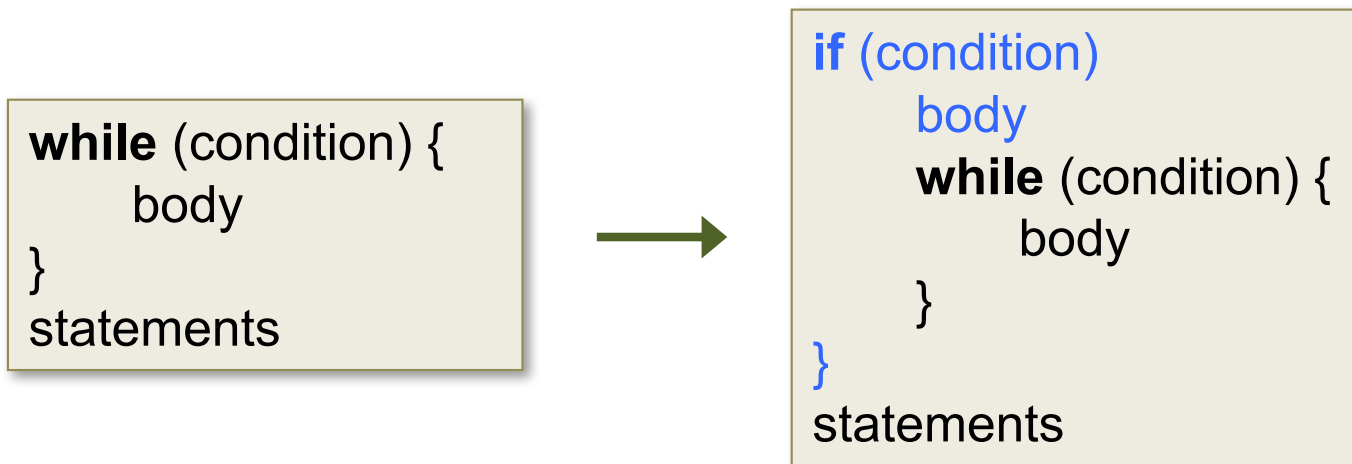 while (condition) {
body
}
statements
if (condition)
body
while (condition) {
body
}
}
statements